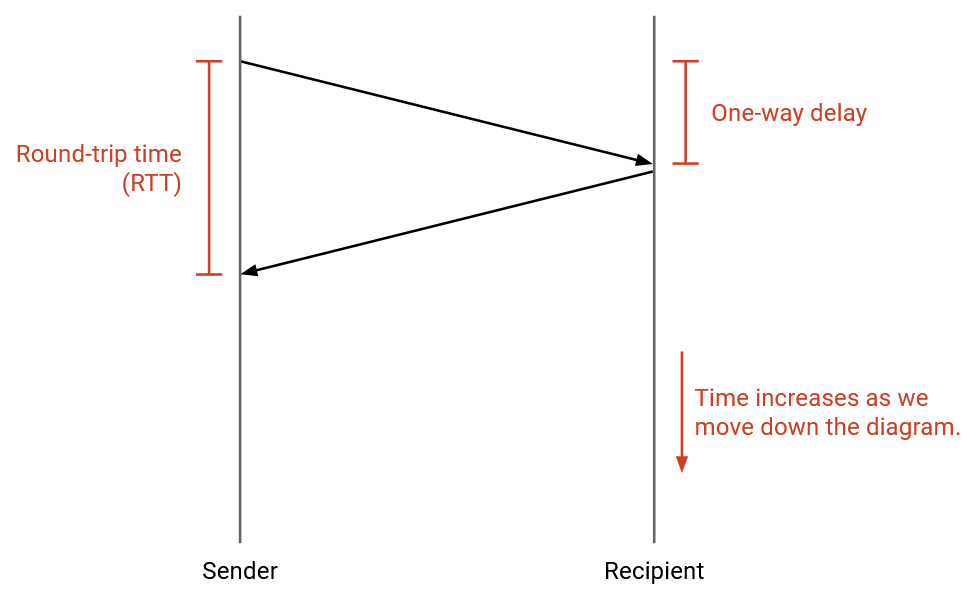 One-way delay
Round-trip time
(RTT)
Time increases as we
move down the diagram.
Sender
Recipient